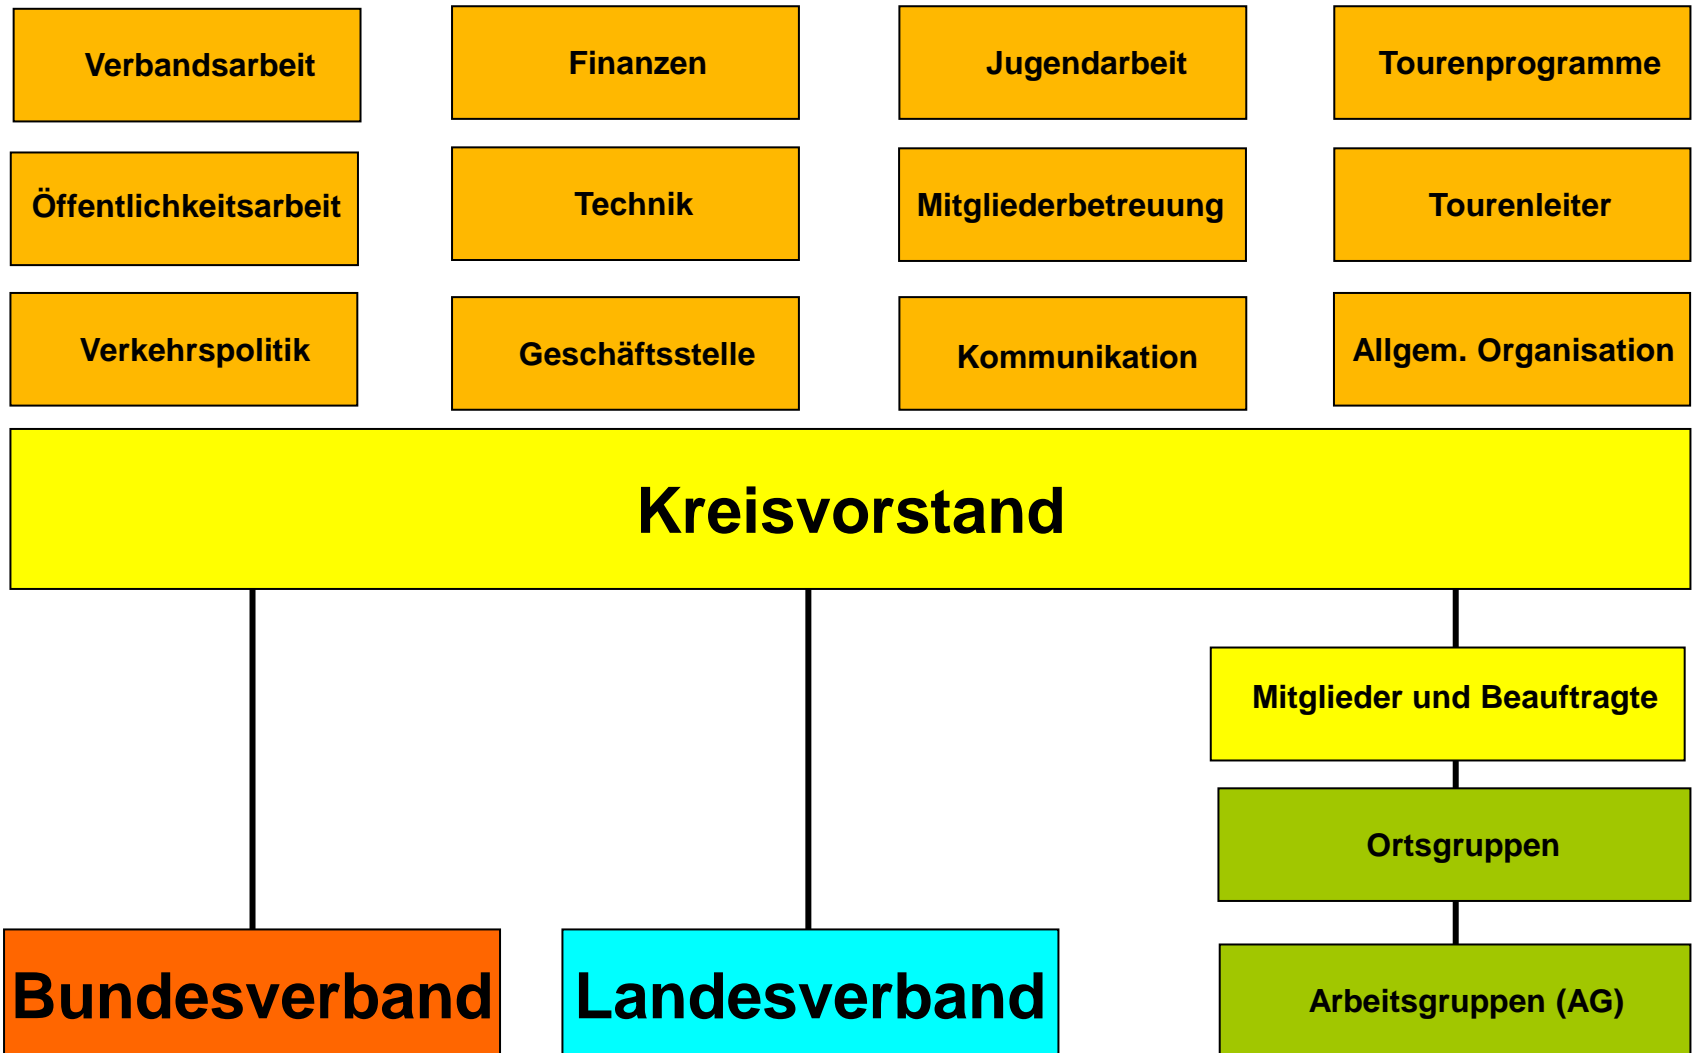 Verbandsarbeit
Finanzen
Jugendarbeit
Tourenprogramme
Öffentlichkeitsarbeit
Technik
Mitgliederbetreuung
Tourenleiter
Verkehrspolitik
Geschäftsstelle
Kommunikation
Allgem. Organisation
Kreisvorstand
Mitglieder und Beauftragte
Ortsgruppen
Bundesverband
Landesverband
Arbeitsgruppen (AG)